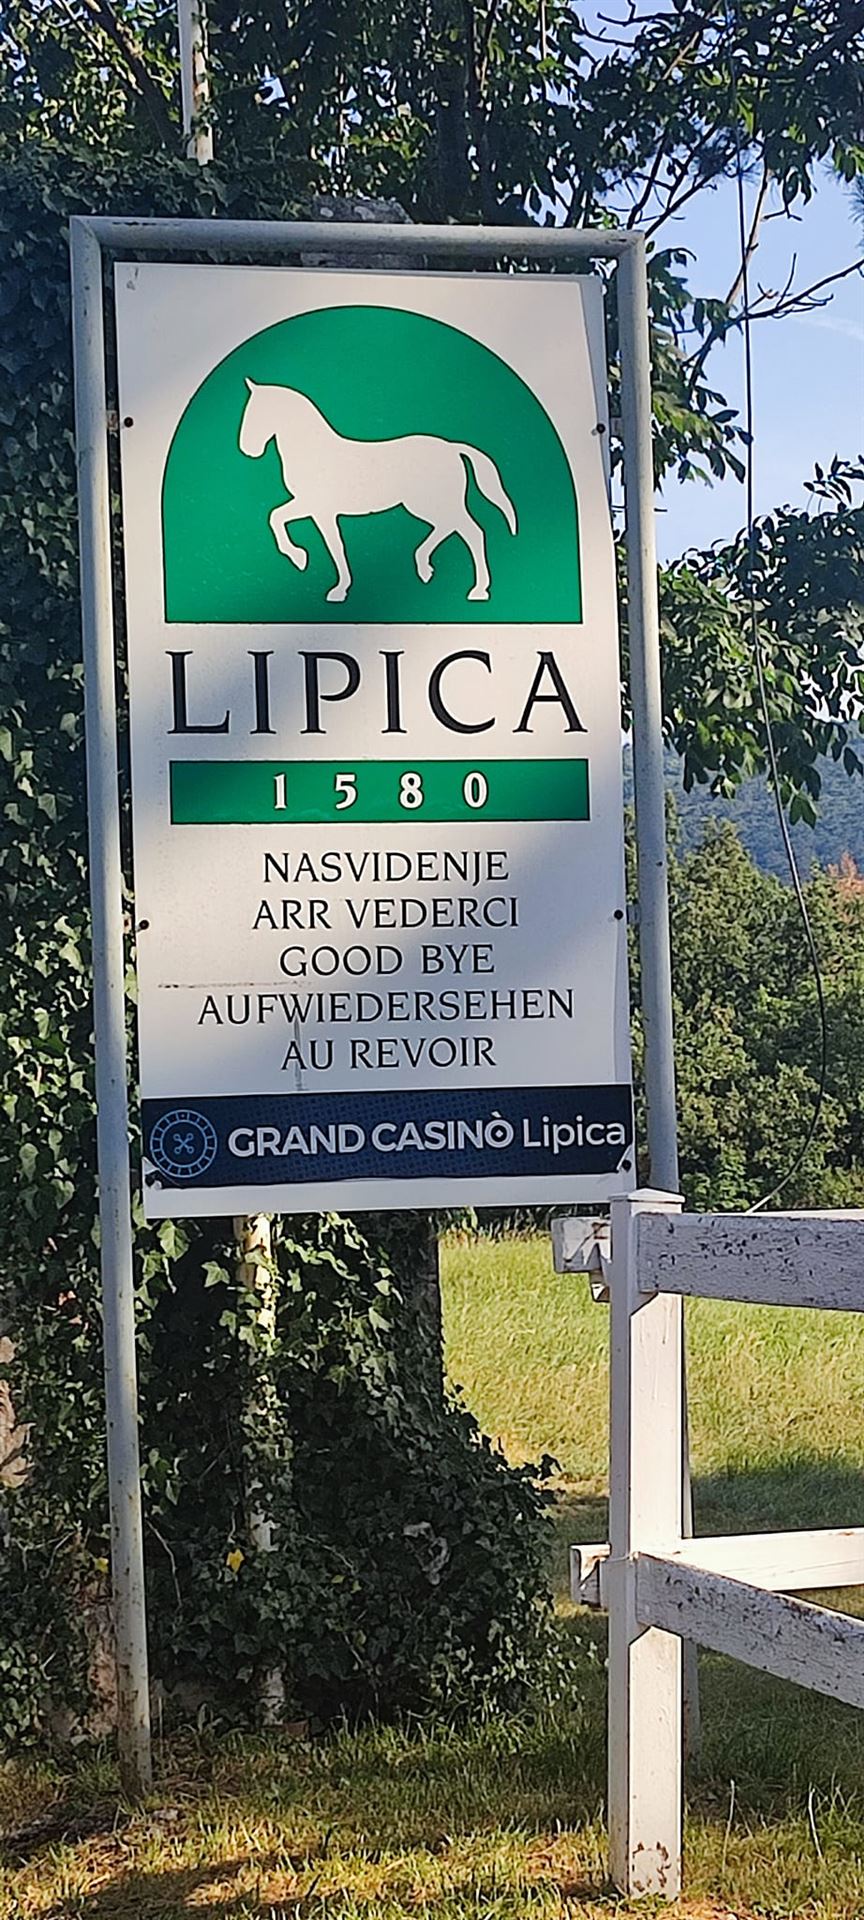 LIPICA
1580
NASVIDENJE
ARR VEDERCI
GOOD BYE
AUFWIEDERSEHEN
AU REVOIR
GRAND CASINÒ Lipica